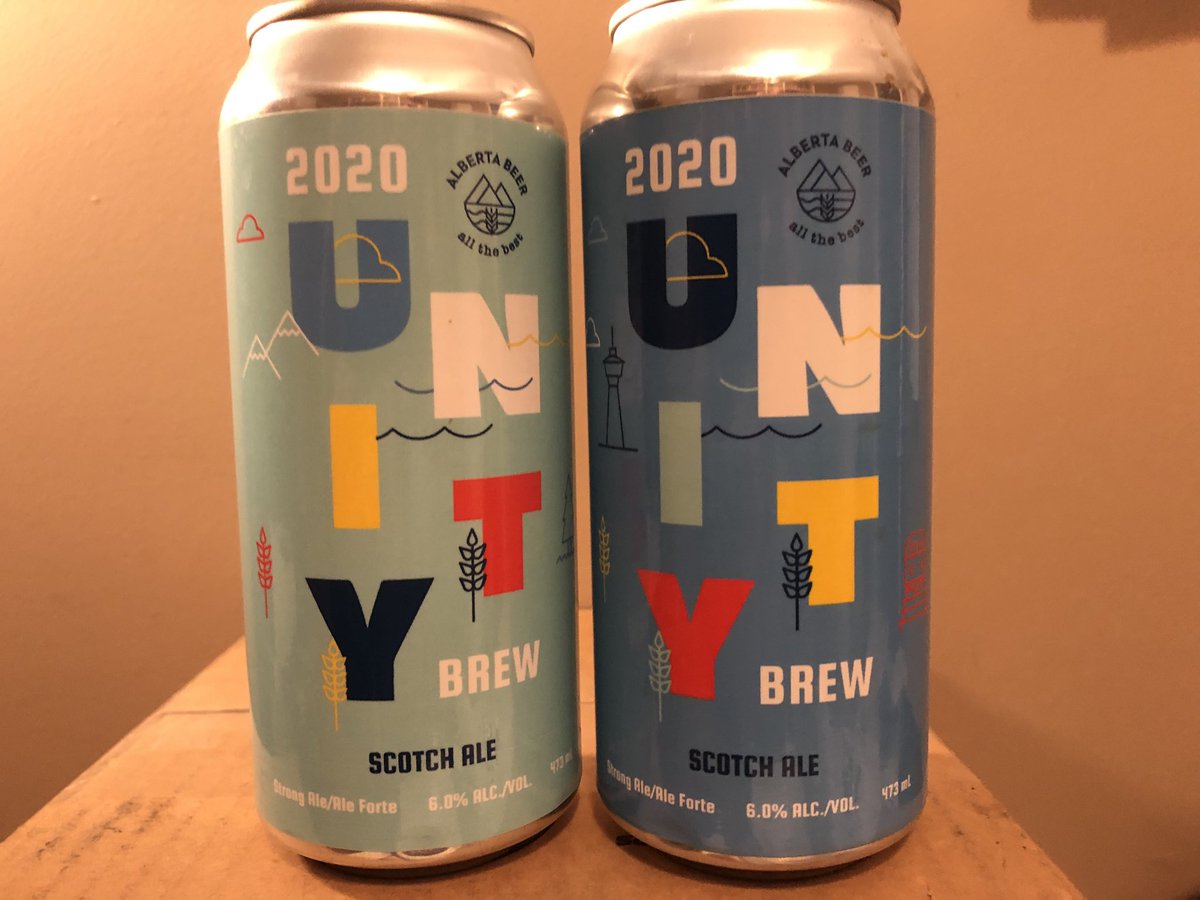 2020
ALBERTA BEER
all the best
UNITY
BREW
SCOTCH ALE
Strong Ale/Ale Forte 6.0% ALC./VOL. 473 mL
2020
ALBERTA BEER
all the best
UNITY
BREW
SCOTCH ALE
Strong Ale/Ale Forte 6.0% ALC./VOL. 473 mL